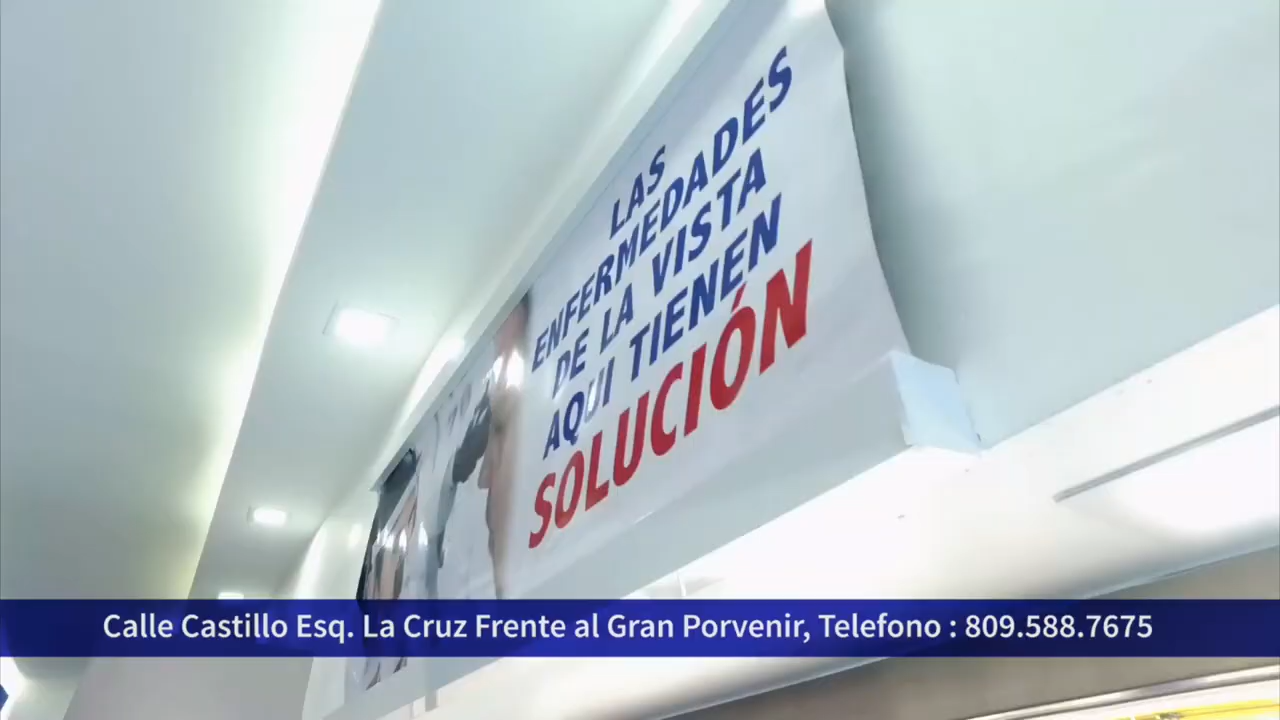 LAS
ENFERMEDADES
DE LA VISTA
AQUI TIENEN
SOLUCIÓN
Calle Castillo Esq. La Cruz Frente al Gran Porvenir, Telefono : 809.588.7675